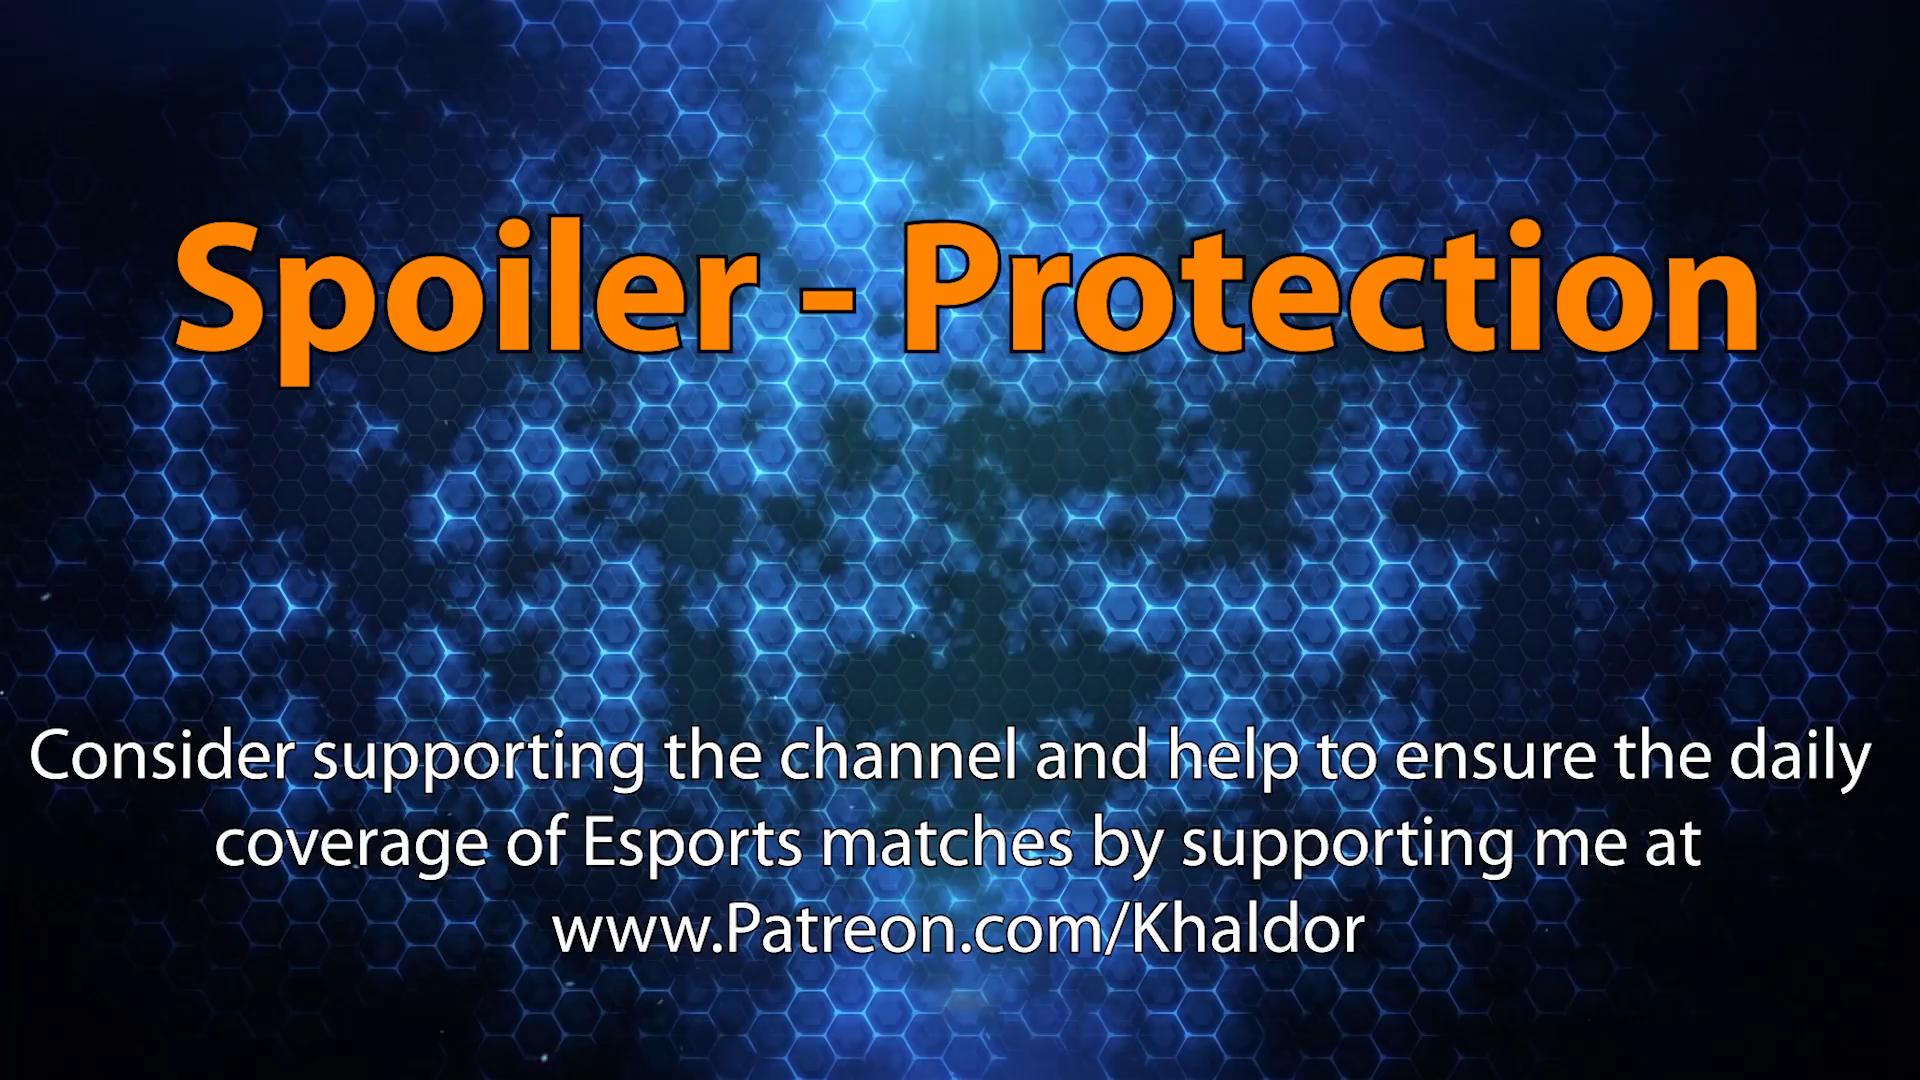 Spoiler - Protection
Consider supporting the channel and help to ensure the daily
coverage of Esports matches by supporting me at
www.Patreon.com/Khaldor